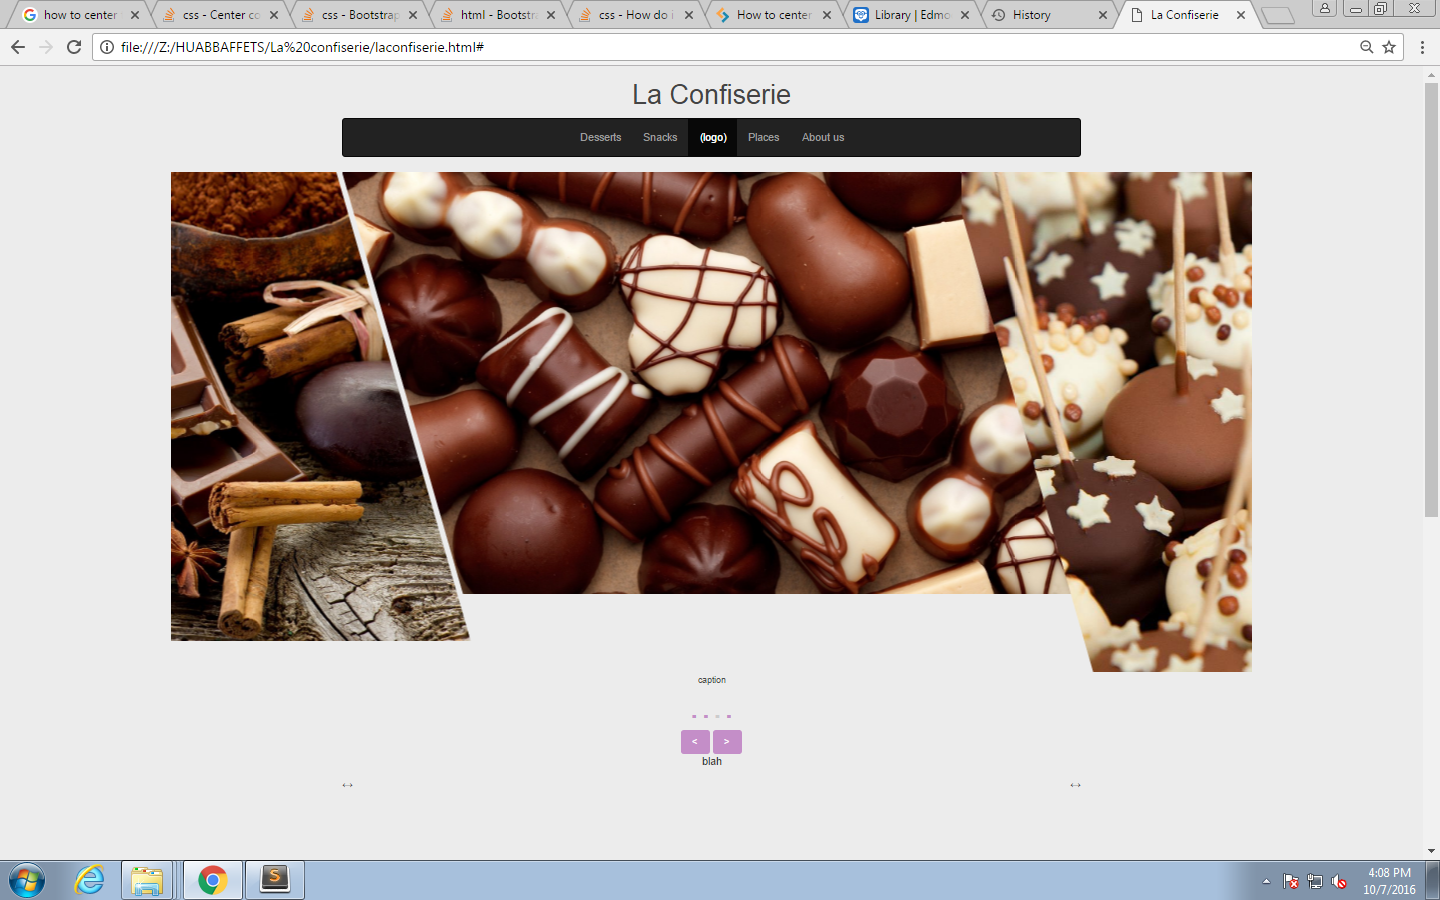 how to center
css - Center co
css - Bootstrap
html - Bootstra
css - How do i
How to center
Library | Edmo
History
La Confiserie
file:///Z:/HUABBAFFETS/La%20confiserie/laconfiserie.html#
La Confiserie
Desserts Snacks (logo) Places About us
caption
< >
blah
4:08 PM
10/7/2016